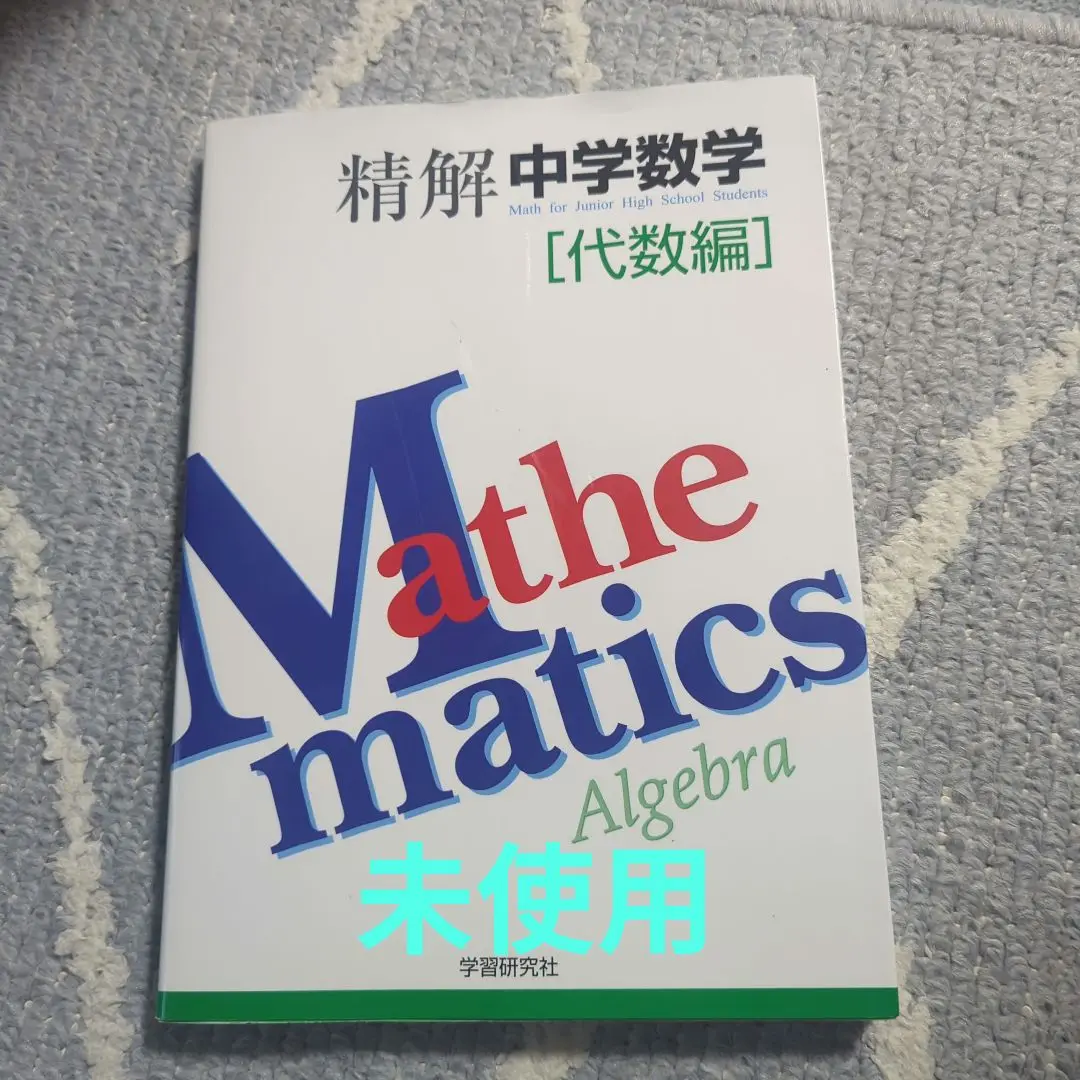 精解 中学数学
Math for Junior High School Students
[代数編]
Mathe
matics
Algebra
未使用
学習研究社